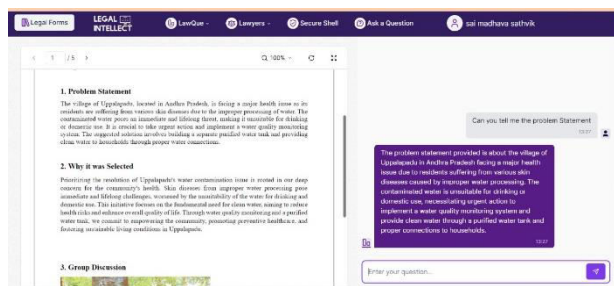 Legal Forms
LEGAL
INTELLECT
LawQue
Lawyers
Secure Shell
Ask a Question
sai madhava sathvik
1 / 5
100%
1. Problem Statement
The village of Uppalapadu, located in Andhra Pradesh, is facing a major health issue as its
residents are suffering from various skin diseases due to the improper processing of water. The
contaminated water poses an immediate and lifelong threat, making it unsuitable for drinking
or domestic use. It is crucial to take urgent action and implement a water quality monitoring
system. The suggested solution involves building a separate purified water tank and providing
clean water to households through proper water connections.
2. Why it was Selected
Prioritizing the resolution of Uppalapadu's water contamination issue is rooted in our deep
concern for the community's health. Skin diseases from improper water processing pose
immediate and lifelong challenges, worsened by the unsuitability of the water for drinking and
domestic use. This initiative focuses on the fundamental need for clean water, aiming to reduce
health risks and enhance overall quality of life. Through water quality monitoring and a purified
water tank, we commit to empowering the community, promoting preventive healthcare, and
fostering sustainable living conditions in Uppalapadu.
3. Group Discussion
Can you tell me the problem Statement
The problem statement provided is about the village of
Uppalapadu in Andhra Pradesh facing a major health
issue due to residents suffering from various skin
diseases caused by improper water processing. The
contaminated water is unsuitable for drinking or
domestic use, necessitating urgent action to
implement a water quality monitoring system and
provide clean water through a purified water tank and
proper connections to households.
Enter your question...